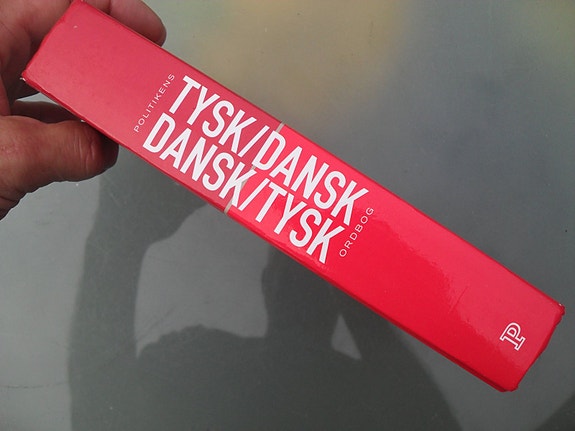 POLITIKENS
TYSK/DANSK
DANSK/TYSK
ORDBOG
P